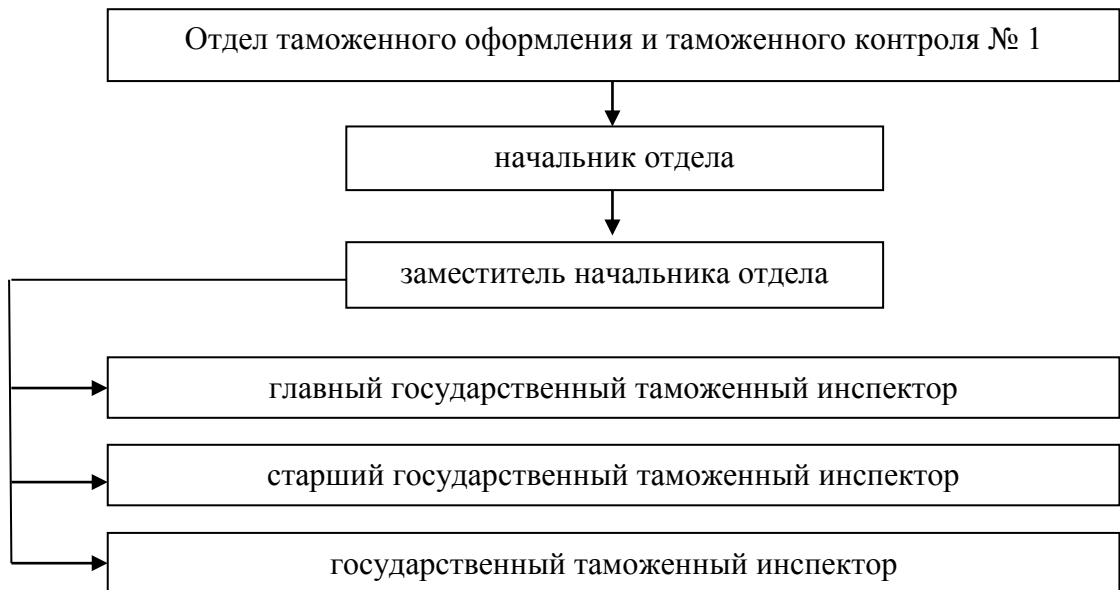 Отдел таможенного оформления и таможенного контроля № 1
начальник отдела
заместитель начальника отдела
главный государственный таможенный инспектор
старший государственный таможенный инспектор
государственный таможенный инспектор